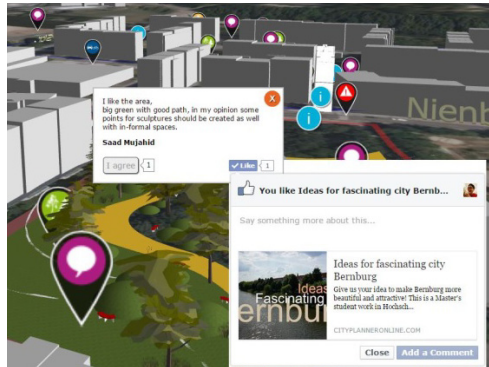 i
i
Nienb
I like the area,
big green with good path, in my opinion some
points for sculptures should be created as well
with in-formal spaces.
Saad Mujahid
X
I agree 1
Like 1
You like Ideas for fascinating city Bernb...
Say something more about this...
Ideas
Fascinating
ernbu
Ideas for fascinating city
Bernburg
Give us your idea to make Bernburg more
beautiful and attractive! This is a Master's
student work in Hochsch...
CITYPLANNERONLINE.COM
Close Add a Comment